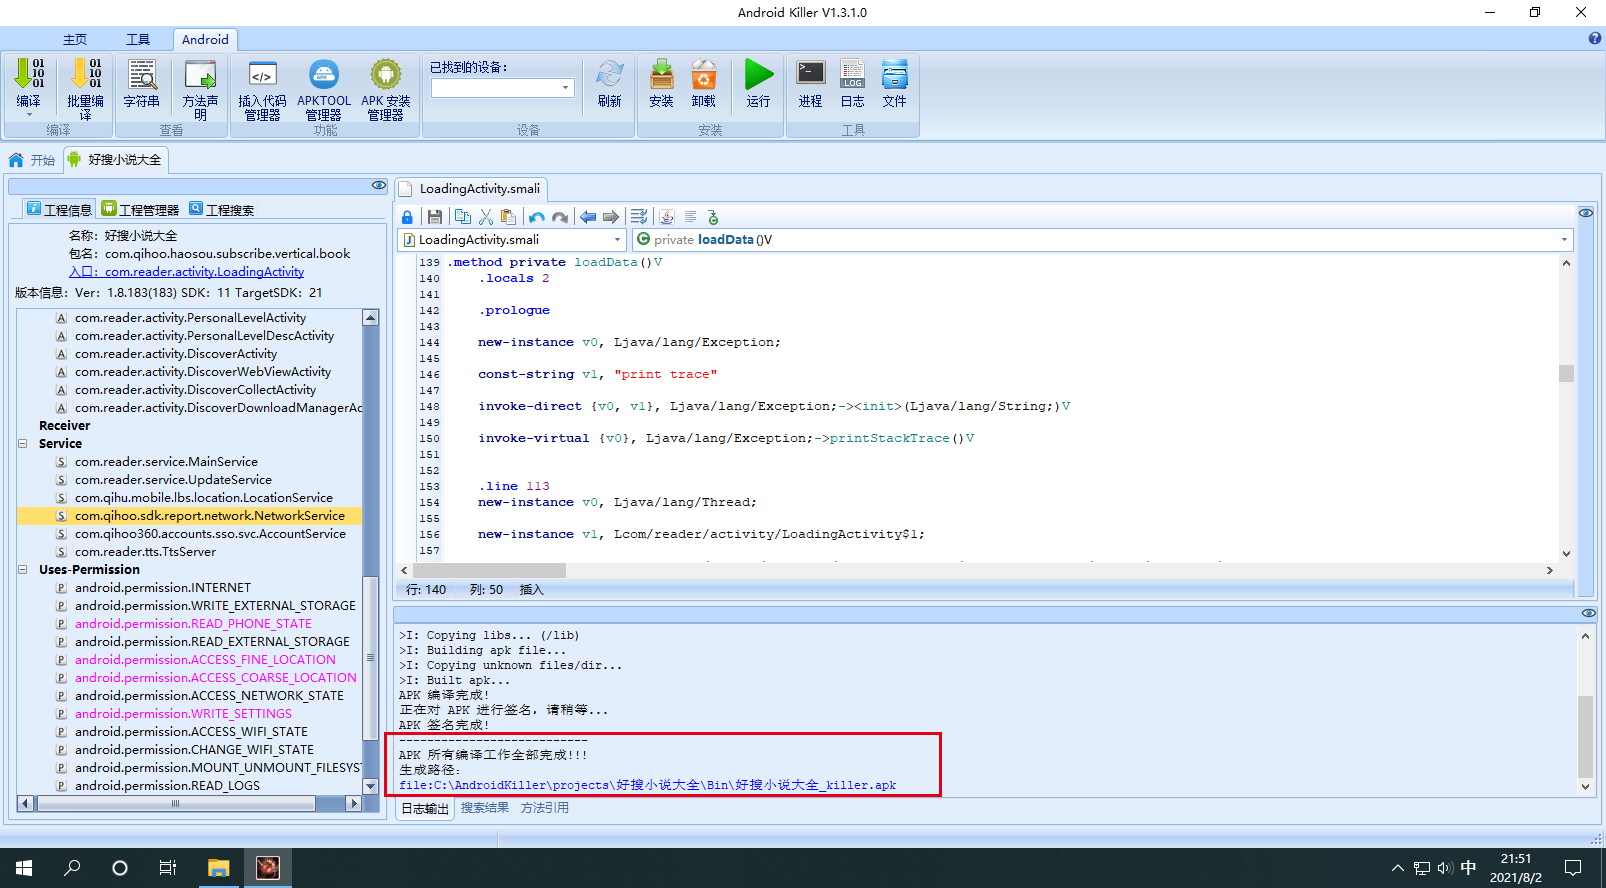 Android Killer V1.3.1.0
主页 工具 Android
编译 批量编译 字符串 方法声明 插入代码管理器 APKTOOL管理器 APK 安装管理器 已找到的设备： 刷新 安装 卸载 运行 进程 日志 文件
编译 查看 功能 设备 安装 工具
开始 好搜小说大全
工程信息 工程管理器 工程搜索
名称： 好搜小说大全
包名： com.qihoo.haosou.subscribe.vertical.book
入口： com.reader.activity.LoadingActivity
版本信息： Ver： 1.8.183(183) SDK： 11 TargetSDK： 21
A com.reader.activity.PersonalLevelActivity
A com.reader.activity.PersonalLevelDescActivity
A com.reader.activity.DiscoverActivity
A com.reader.activity.DiscoverWebViewActivity
A com.reader.activity.DiscoverCollectActivity
A com.reader.activity.DiscoverDownloadManagerAc
Receiver
Service
S com.reader.service.MainService
S com.reader.service.UpdateService
S com.qihu.mobile.lbs.location.LocationService
S com.qihoo.sdk.report.network.NetworkService
S com.qihoo360.accounts.sso.svc.AccountService
S com.reader.tts.TtsServer
Uses-Permission
P android.permission.INTERNET
P android.permission.WRITE_EXTERNAL_STORAGE
P android.permission.READ_PHONE_STATE
P android.permission.READ_EXTERNAL_STORAGE
P android.permission.ACCESS_FINE_LOCATION
P android.permission.ACCESS_COARSE_LOCATION
P android.permission.ACCESS_NETWORK_STATE
P android.permission.WRITE_SETTINGS
P android.permission.ACCESS_WIFI_STATE
P android.permission.CHANGE_WIFI_STATE
P android.permission.MOUNT_UNMOUNT_FILESYST
P android.permission.READ_LOGS
LoadingActivity.smali
LoadingActivity.smali private loadData()V
139 .method private loadData()V
140 .locals 2
141
142 .prologue
143
144 new-instance v0, Ljava/lang/Exception;
145
146 const-string v1, "print trace"
147
148 invoke-direct {v0, v1}, Ljava/lang/Exception;-><init>(Ljava/lang/String;)V
149
150 invoke-virtual {v0}, Ljava/lang/Exception;->printStackTrace()V
151
152
153 .line 113
154 new-instance v0, Ljava/lang/Thread;
155
156 new-instance v1, Lcom/reader/activity/LoadingActivity$1;
157
行: 140 列: 50 插入
>I: Copying libs... (/lib)
>I: Building apk file...
>I: Copying unknown files/dir...
>I: Built apk...
APK 编译完成!
正在对 APK 进行签名，请稍等...
APK 签名完成!
---------------------------
APK 所有编译工作全部完成!!!
生成路径:
file:C:\AndroidKiller\projects\好搜小说大全\Bin\好搜小说大全_killer.apk
日志输出 搜索结果 方法引用
中
21:51
2021/8/2